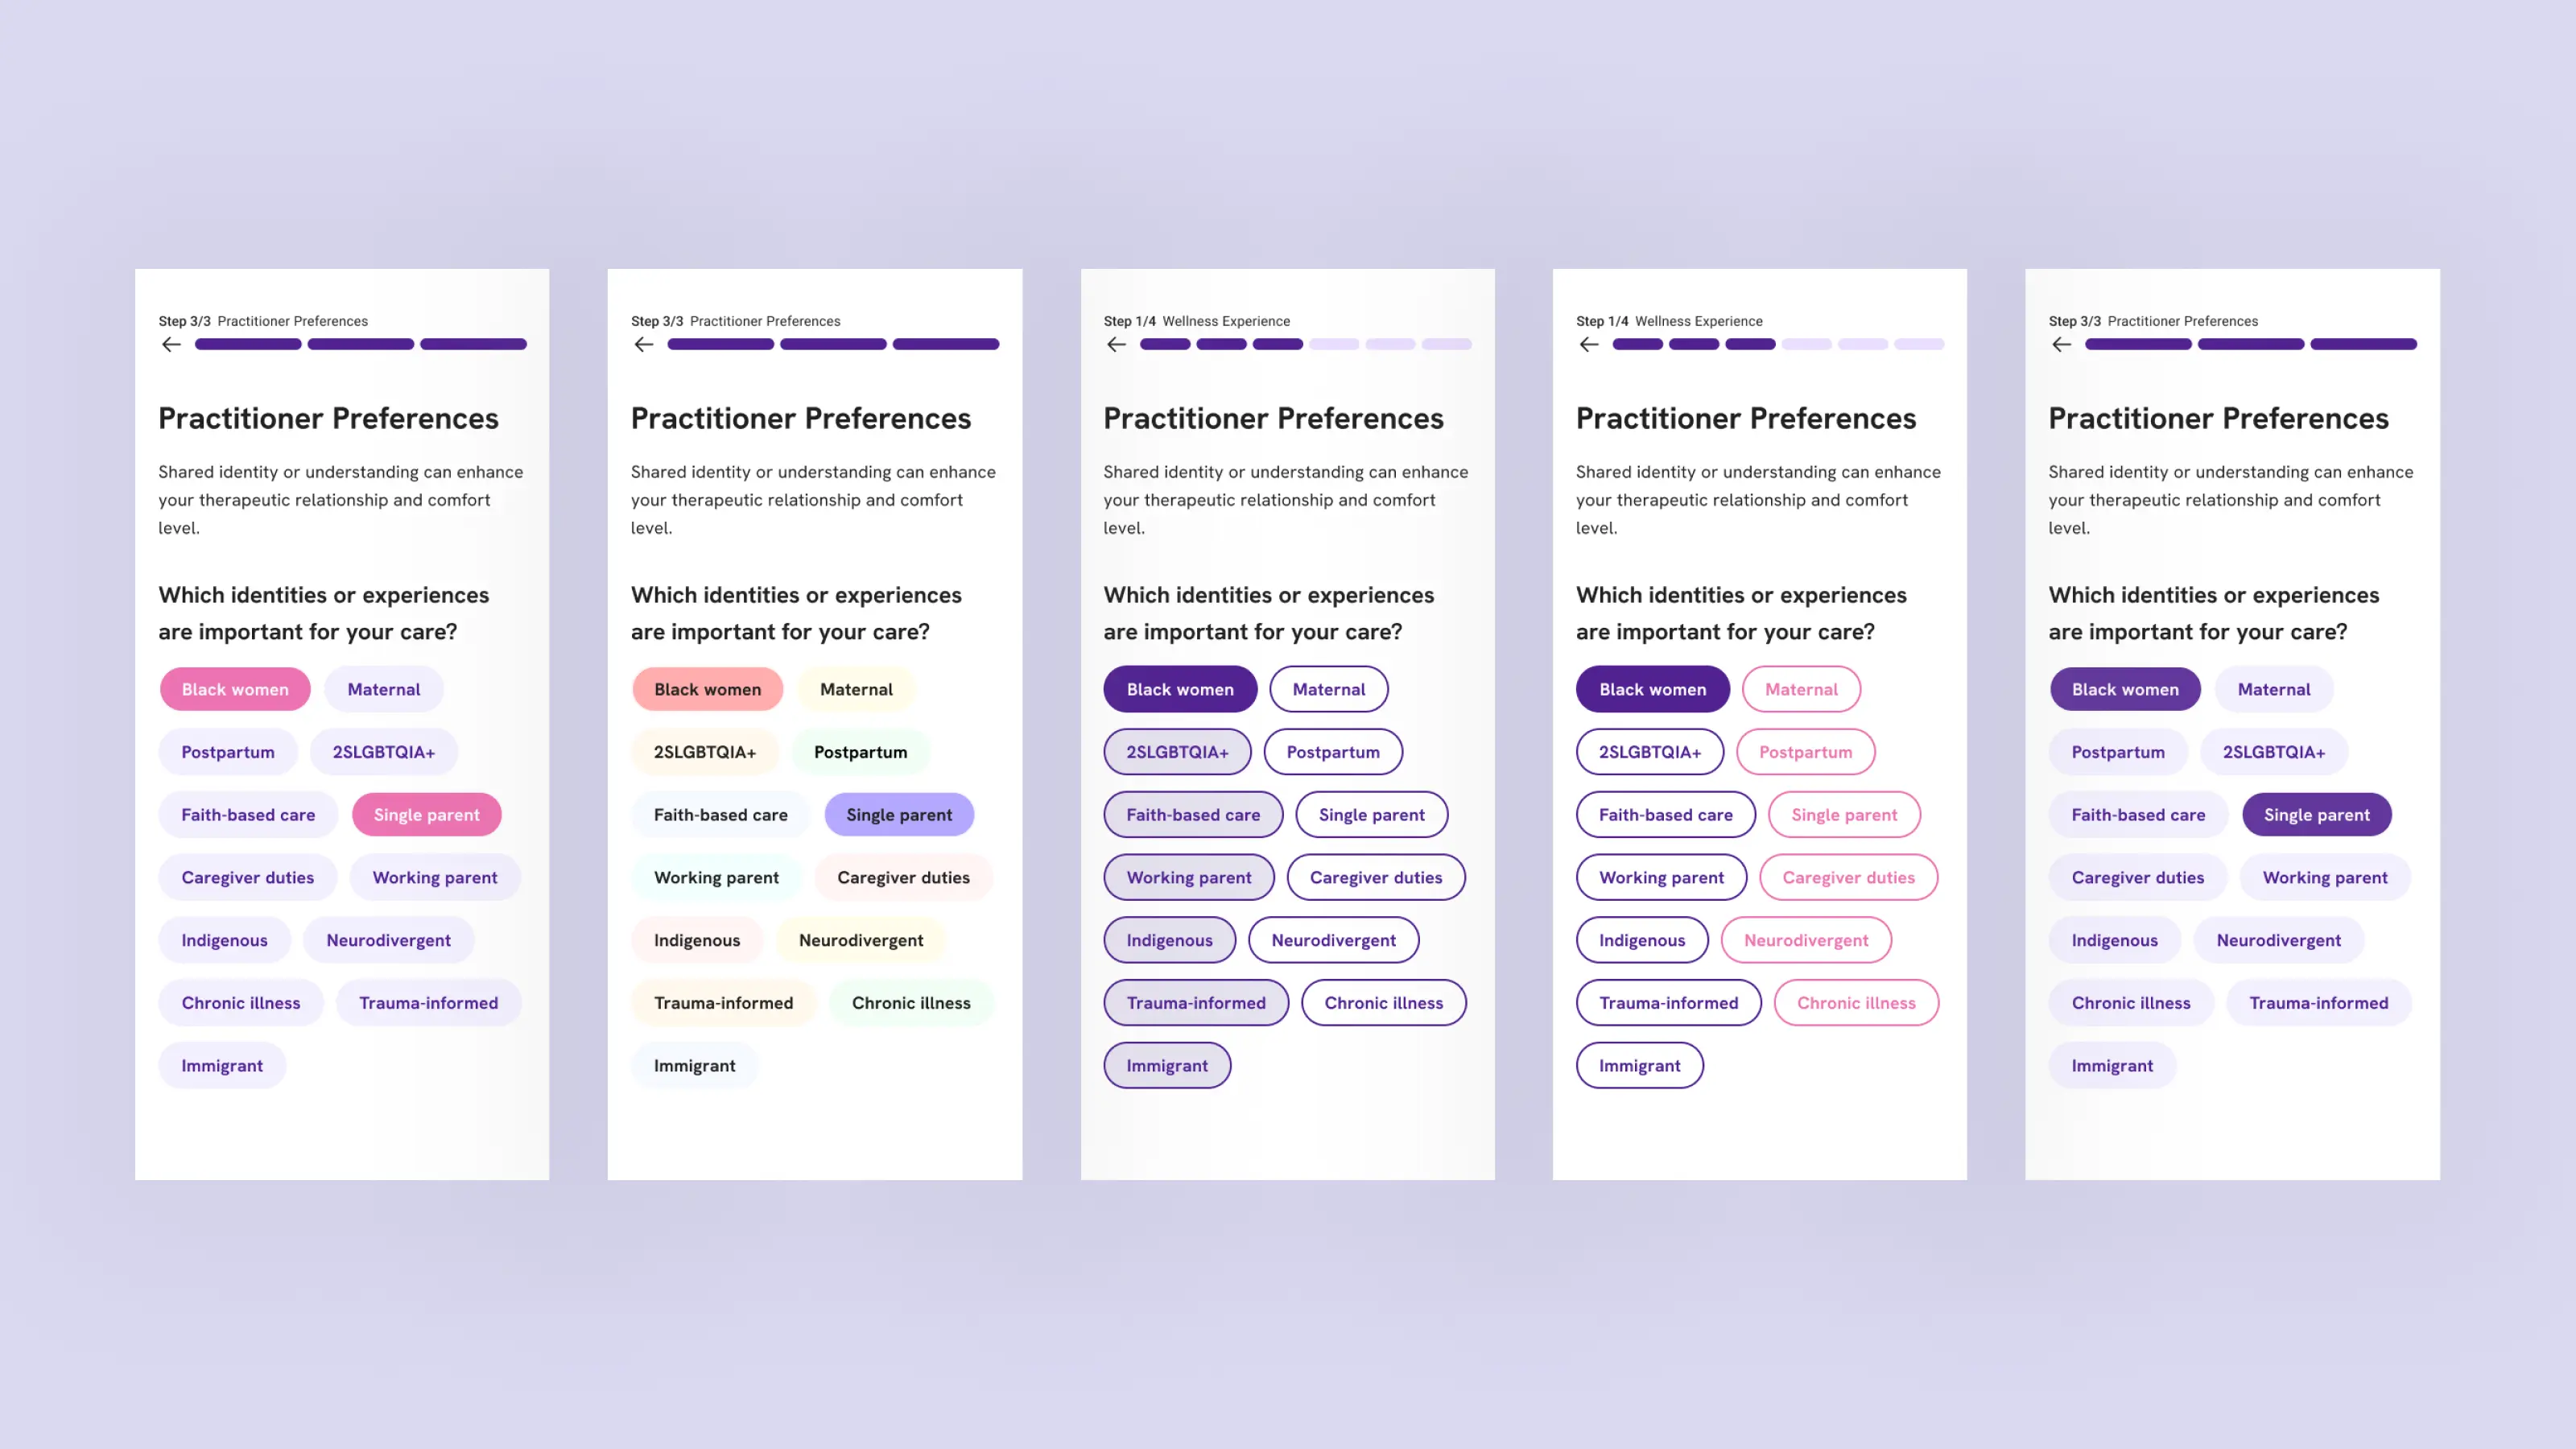 Step 3/3 Practitioner Preferences
Practitioner Preferences
Shared identity or understanding can enhance
your therapeutic relationship and comfort
level.
Which identities or experiences
are important for your care?
Black women Maternal
Postpartum 2SLGBTQIA+
Faith-based care Single parent
Caregiver duties Working parent
Indigenous Neurodivergent
Chronic illness Trauma-informed
Immigrant
Step 3/3 Practitioner Preferences
Practitioner Preferences
Shared identity or understanding can enhance
your therapeutic relationship and comfort
level.
Which identities or experiences
are important for your care?
Black women Maternal
2SLGBTQIA+ Postpartum
Faith-based care Single parent
Working parent Caregiver duties
Indigenous Neurodivergent
Trauma-informed Chronic illness
Immigrant
Step 1/4 Wellness Experience
Practitioner Preferences
Shared identity or understanding can enhance
your therapeutic relationship and comfort
level.
Which identities or experiences
are important for your care?
Black women Maternal
2SLGBTQIA+ Postpartum
Faith-based care Single parent
Working parent Caregiver duties
Indigenous Neurodivergent
Trauma-informed Chronic illness
Immigrant
Step 1/4 Wellness Experience
Practitioner Preferences
Shared identity or understanding can enhance
your therapeutic relationship and comfort
level.
Which identities or experiences
are important for your care?
Black women Maternal
2SLGBTQIA+ Postpartum
Faith-based care Single parent
Working parent Caregiver duties
Indigenous Neurodivergent
Trauma-informed Chronic illness
Immigrant
Step 3/3 Practitioner Preferences
Practitioner Preferences
Shared identity or understanding can enhance
your therapeutic relationship and comfort
level.
Which identities or experiences
are important for your care?
Black women Maternal
Postpartum 2SLGBTQIA+
Faith-based care Single parent
Caregiver duties Working parent
Indigenous Neurodivergent
Chronic illness Trauma-informed
Immigrant